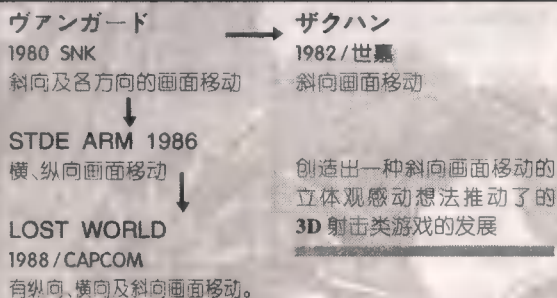 ヴァンガード
1980 SNK
斜向及各方向的画面移动
STDE ARM 1986
横、纵向画面移动
LOST WORLD
1988/CAPCOM
有纵向、横向及斜向画面移动。
ザクハン
1982/世嘉
斜向画面移动
创造出一种斜向画面移动的
立体观感动想法推动了的
3D 射击类游戏的发展